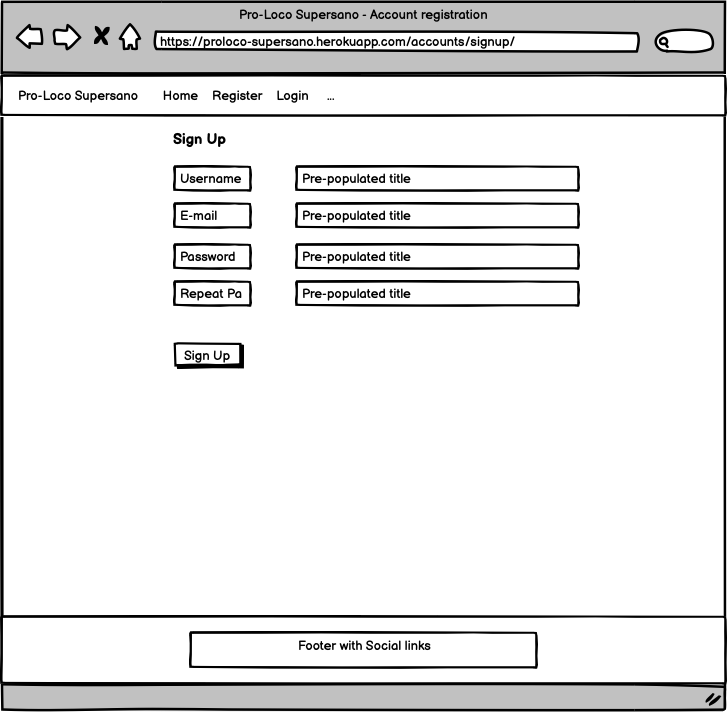 Pro-Loco Supersano - Account registration
https://proloco-supersano.herokuapp.com/accounts/signup/
Pro-Loco Supersano Home Register Login ...
Sign Up
Username Pre-populated title
E-mail Pre-populated title
Password Pre-populated title
Repeat Pa Pre-populated title
Sign Up
Footer with Social links